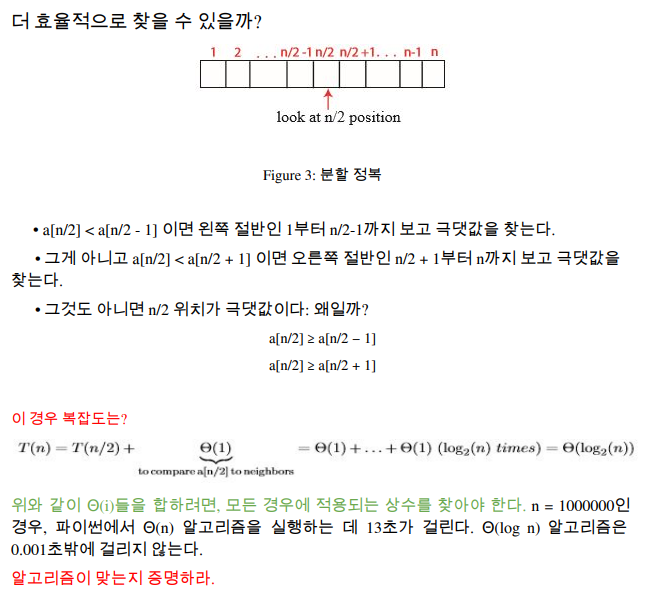 더 효율적으로 찾을 수 있을까?
1 2 . . . n/2 -1 n/2 n/2 +1. . . n-1 n
look at n/2 position
Figure 3: 분할 정복
• a[n/2] < a[n/2 - 1] 이면 왼쪽 절반인 1부터 n/2-1까지 보고 극댓값을 찾는다.
• 그게 아니고 a[n/2] < a[n/2 + 1] 이면 오른쪽 절반인 n/2 + 1부터 n까지 보고 극댓값을
찾는다.
• 그것도 아니면 n/2 위치가 극댓값이다: 왜일까?
a[n/2] ≥ a[n/2 − 1]
a[n/2] ≥ a[n/2 + 1]
이 경우 복잡도는?
T(n) = T(n/2) + Θ(1) = Θ(1) + . . . + Θ(1) (log₂(n) times) = Θ(log₂(n))
to compare a[n/2] to neighbors
위와 같이 Θ(i)들을 합하려면, 모든 경우에 적용되는 상수를 찾아야 한다. n = 1000000인
경우, 파이썬에서 Θ(n) 알고리즘을 실행하는 데 13초가 걸린다. Θ(log n) 알고리즘은
0.001초밖에 걸리지 않는다.
알고리즘이 맞는지 증명하라.